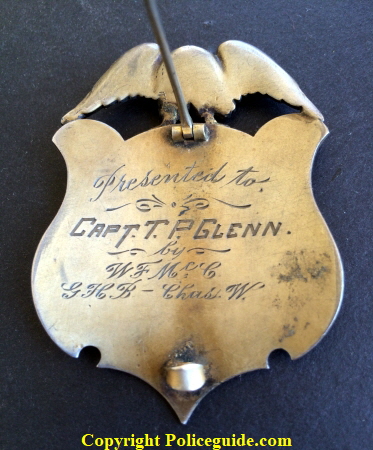 Presented to.
CAPT. T. P. GLENN.
by
W F McC
G H B - Chas. W.
Copyright Policeguide.com